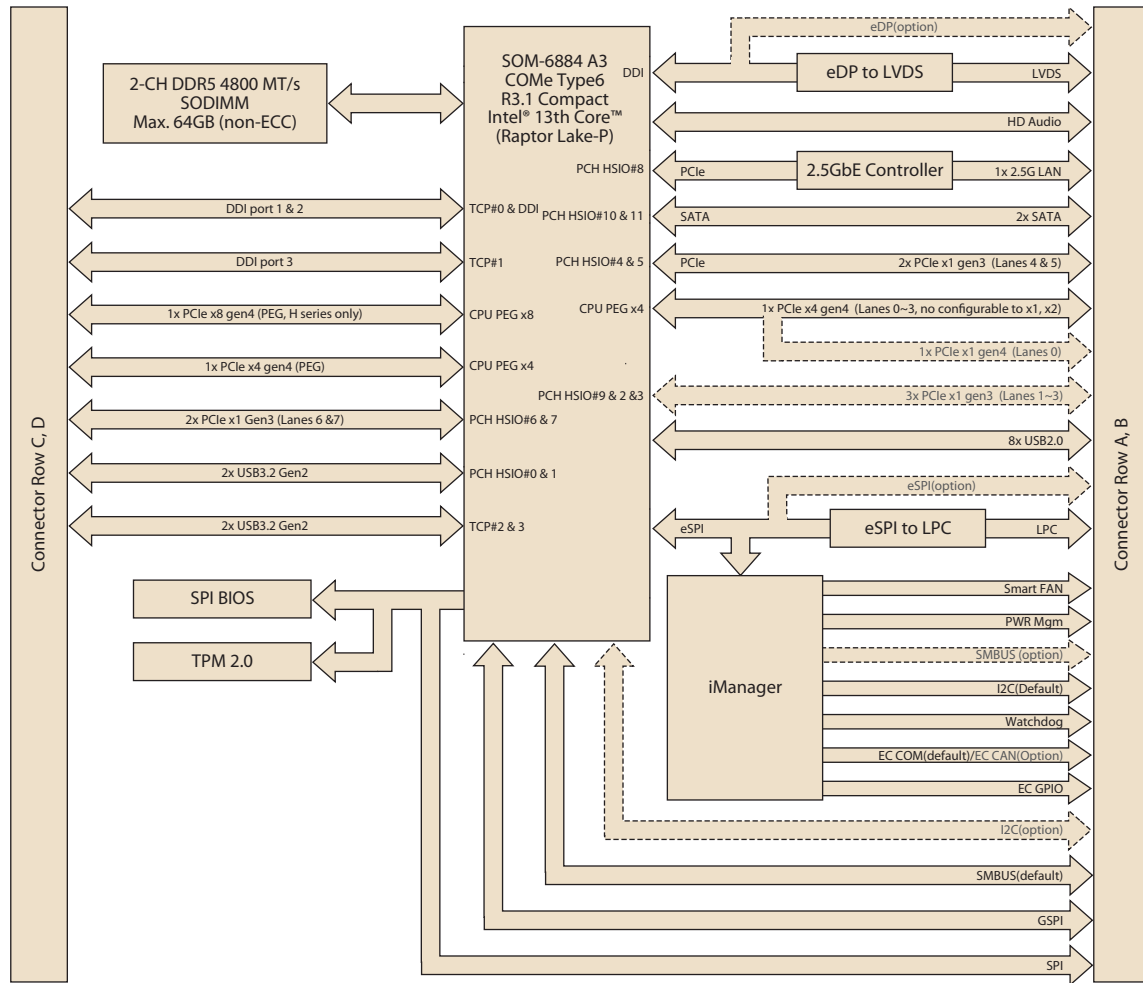 Connector Row C, D
2-CH DDR5 4800 MT/s
SODIMM
Max. 64GB (non-ECC)
DDI port 1 & 2
DDI port 3
1x PCIe x8 gen4 (PEG, H series only)
1x PCIe x4 gen4 (PEG)
2x PCIe x1 Gen3 (Lanes 6 &7)
2x USB3.2 Gen2
2x USB3.2 Gen2
SPI BIOS
TPM 2.0
SOM-6884 A3
COMe Type6
R3.1 Compact
Intel® 13th Core™
(Raptor Lake-P)
TCP#0 & DDI
TCP#1
CPU PEG x8
CPU PEG x4
PCH HSIO#6 & 7
PCH HSIO#0 & 1
TCP#2 & 3
DDI
PCH HSIO#8
PCH HSIO#10 & 11
PCH HSIO#4 & 5
CPU PEG x4
PCH HSIO#9 & 2 &3
eDP(option)
eDP to LVDS
LVDS
HD Audio
PCIe
2.5GbE Controller
1x 2.5G LAN
SATA
2x SATA
PCIe
2x PCIe x1 gen3 (Lanes 4 & 5)
1x PCIe x4 gen4 (Lanes 0~3, no configurable to x1, x2)
1x PCIe x1 gen4 (Lanes 0)
3x PCIe x1 gen3 (Lanes 1~3)
8x USB2.0
eSPI(option)
eSPI
eSPI to LPC
LPC
iManager
Smart FAN
PWR Mgm
SMBUS (option)
I2C(Default)
Watchdog
EC COM(default)/EC CAN(Option)
EC GPIO
I2C(option)
SMBUS(default)
GSPI
SPI
Connector Row A, B